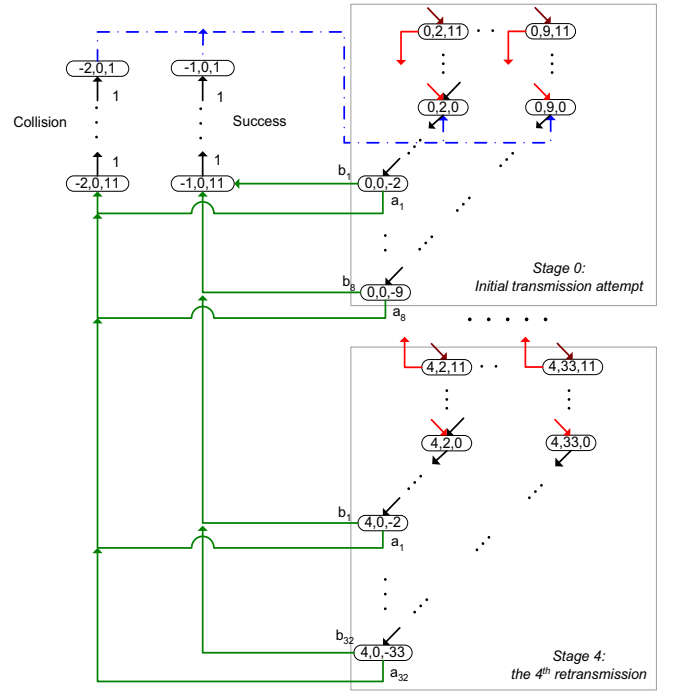 0,2,11
0,9,11
-2,0,1
-1,0,1
1
1
0,2,0
0,9,0
Collision
Success
1
1
b1
-2,0,11
-1,0,11
0,0,-2
a1
Stage 0:
Initial transmission attempt
b8
0,0,-9
a8
4,2,11
4,33,11
4,2,0
4,33,0
b1
4,0,-2
a1
b32
4,0,-33
a32
Stage 4:
the 4th retransmission